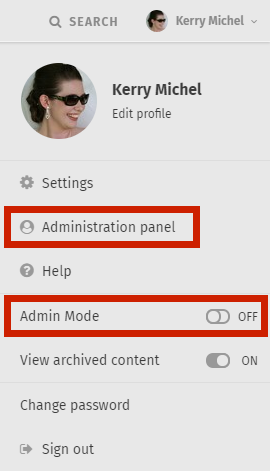 SEARCH Kerry Michel
Kerry Michel
Edit profile
Settings
Administration panel
Help
Admin Mode OFF
View archived content ON
Change password
Sign out